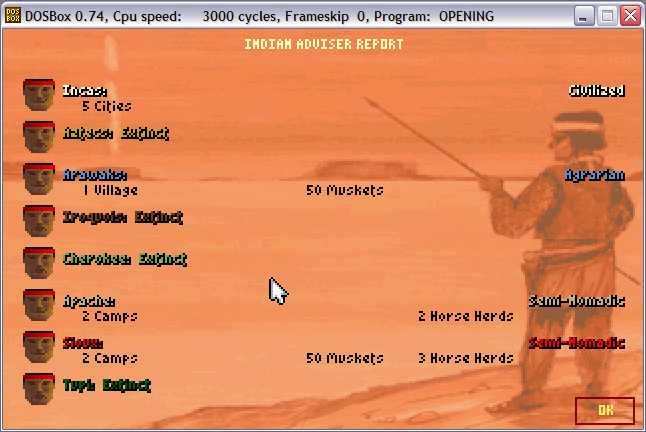 DOSBox 0.74, Cpu speed: 3000 cycles, Frameskip 0, Program: OPENING
INDIAN ADVISER REPORT
Incas: Civilized
5 Cities
Aztecs: Extinct
Arawaks: Agrarian
1 Village 50 Muskets
Iroquois: Extinct
Cherokee: Extinct
Apache: Semi-Nomadic
2 Camps 2 Horse Herds
Sioux: Semi-Nomadic
2 Camps 50 Muskets 3 Horse Herds
Tupi: Extinct
OK